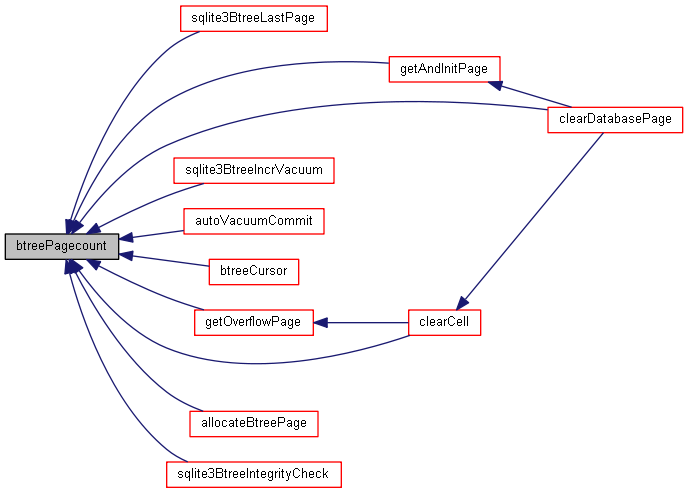 sqlite3BtreeLastPage
getAndInitPage
clearDatabasePage
sqlite3BtreeIncrVacuum
autoVacuumCommit
btreePagecount
btreeCursor
getOverflowPage
clearCell
allocateBtreePage
sqlite3BtreeIntegrityCheck